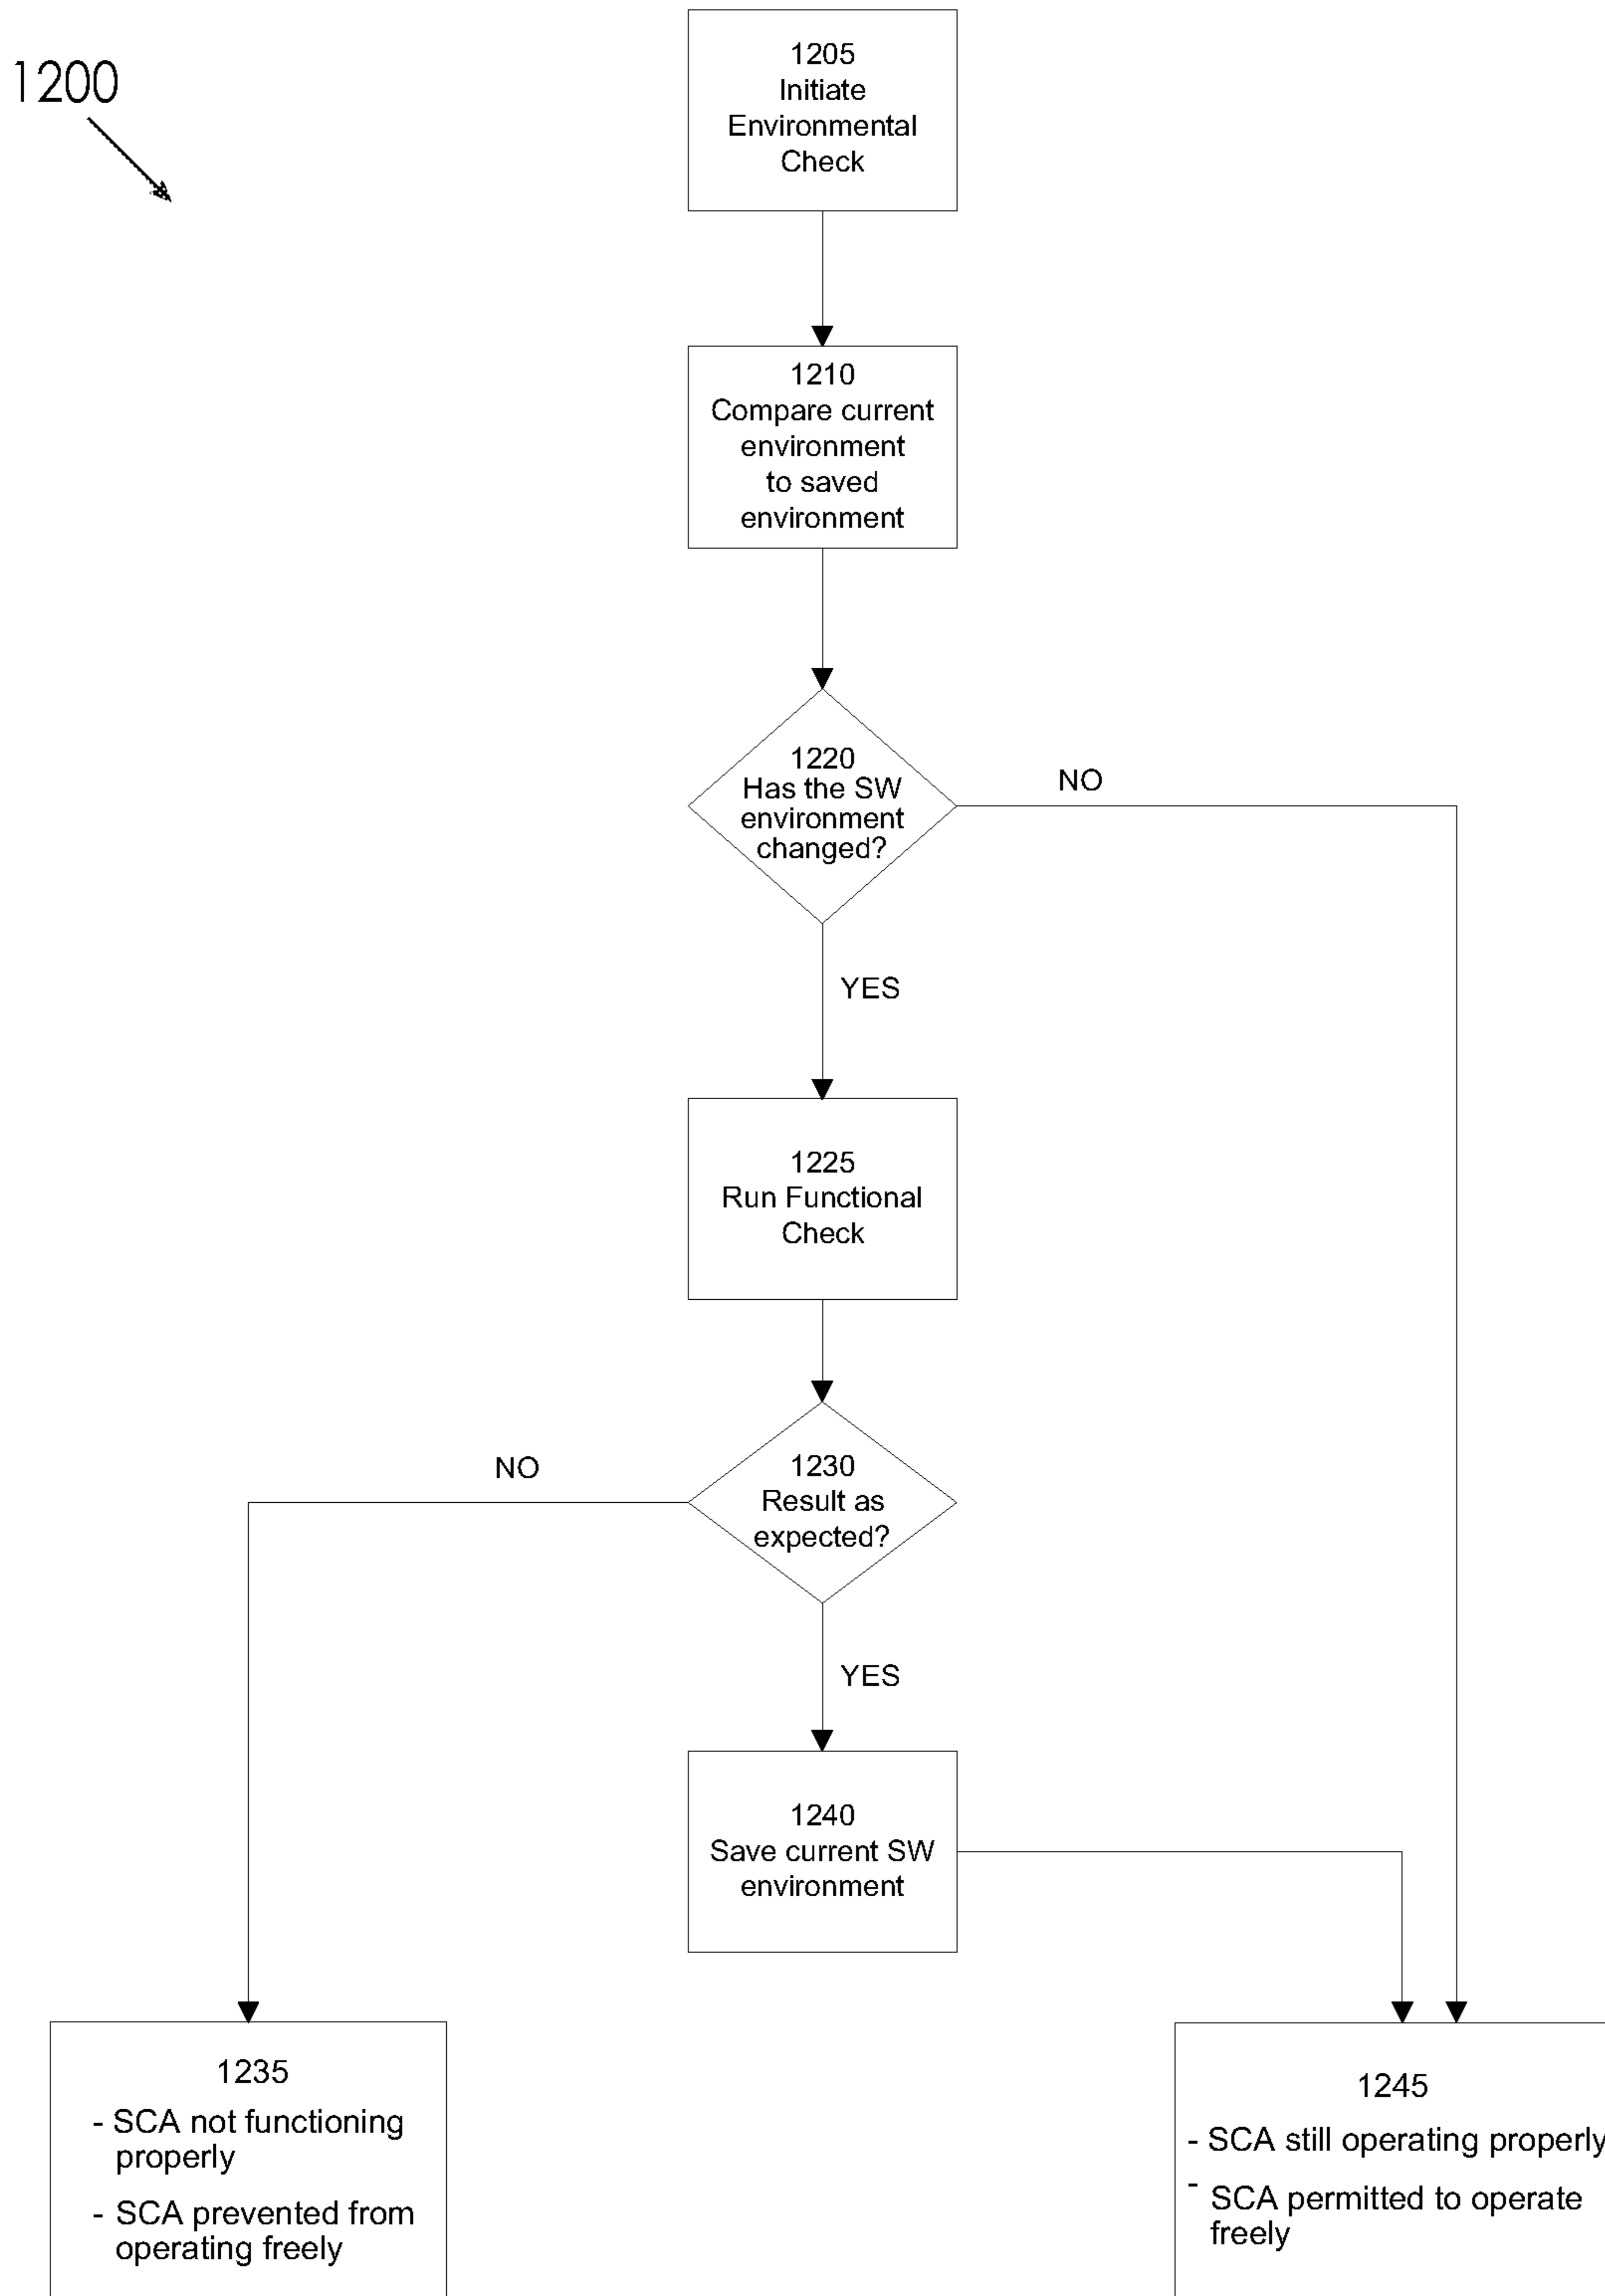 1200
1205
Initiate
Environmental
Check
1210
Compare current
environment
to saved
environment
1220
Has the SW
environment
changed?
NO
YES
1225
Run Functional
Check
1230
Result as
expected?
NO
YES
1240
Save current SW
environment
1235
- SCA not functioning
properly
- SCA prevented from
operating freely
1245
- SCA still operating properly
- SCA permitted to operate
freely